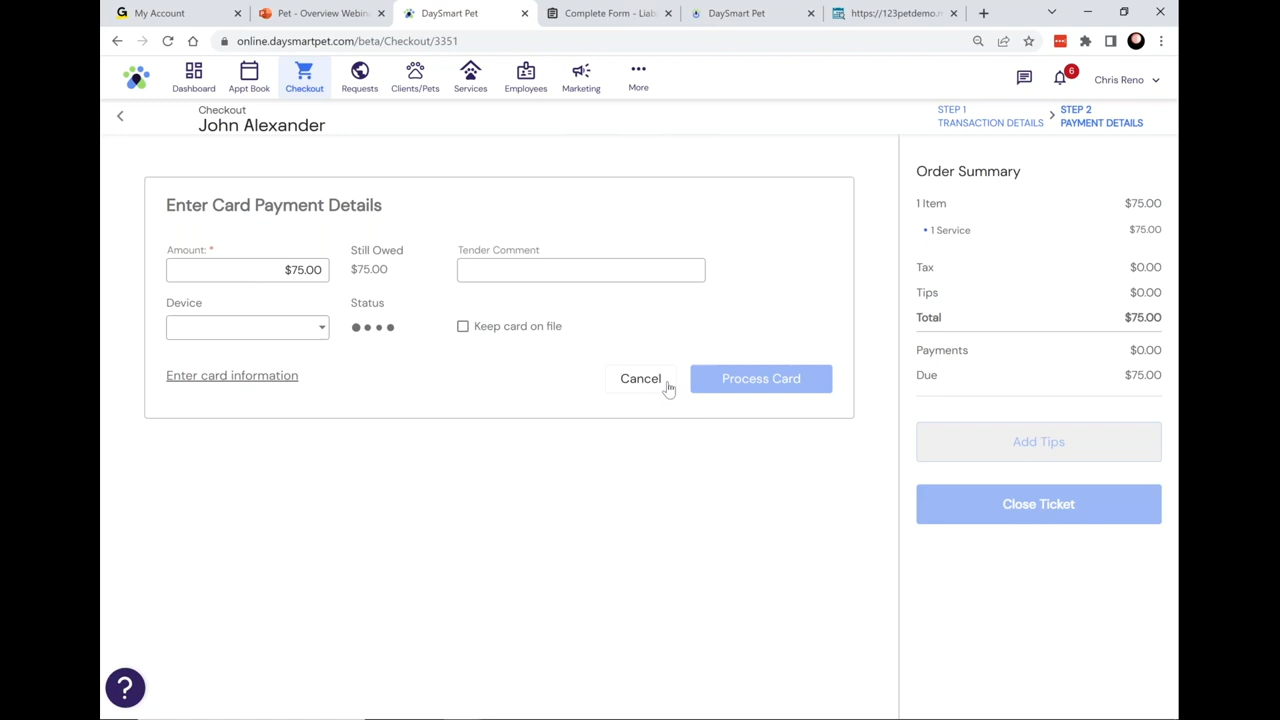 My Account
Pet - Overview Webin
DaySmart Pet
Complete Form - Liab
DaySmart Pet
https://123petdemo.m
online.daysmartpet.com/beta/Checkout/3351
Dashboard
Appt Book
Checkout
Requests
Clients/Pets
Services
Employees
Marketing
More
6
Chris Reno
Checkout
John Alexander
STEP 1
TRANSACTION DETAILS
STEP 2
PAYMENT DETAILS
Enter Card Payment Details
Amount: *
$75.00
Still Owed
$75.00
Tender Comment
Device
Status
Keep card on file
Enter card information
Cancel
Process Card
Order Summary
1 Item $75.00
• 1 Service $75.00
Tax $0.00
Tips $0.00
Total $75.00
Payments $0.00
Due $75.00
Add Tips
Close Ticket
?